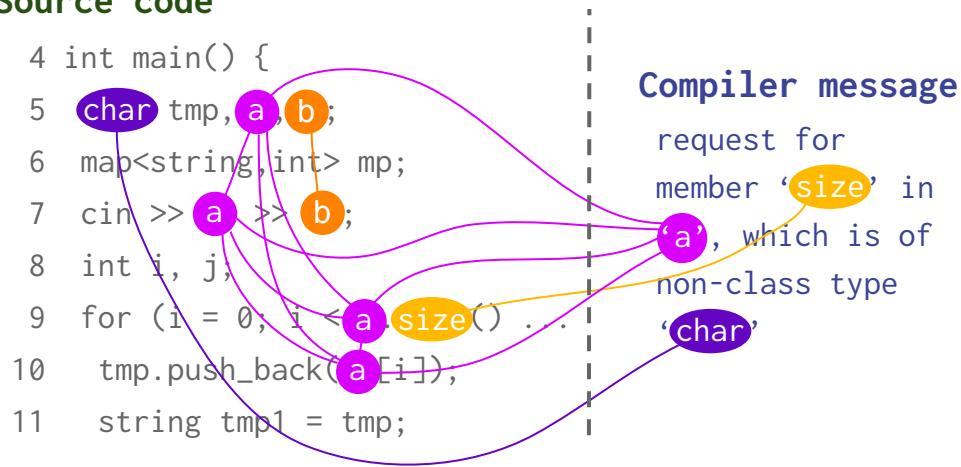 Source code
4 int main() {
5 char tmp,a,b;
6 map<string,int> mp;
7 cin >> a >> b;
8 int i, j;
9 for (i = 0; i < a.size() ...
10 tmp.push_back(a[i]);
11 string tmp1 = tmp;
Compiler message
request for
member ‘size’ in
‘a’, which is of
non-class type
‘char’